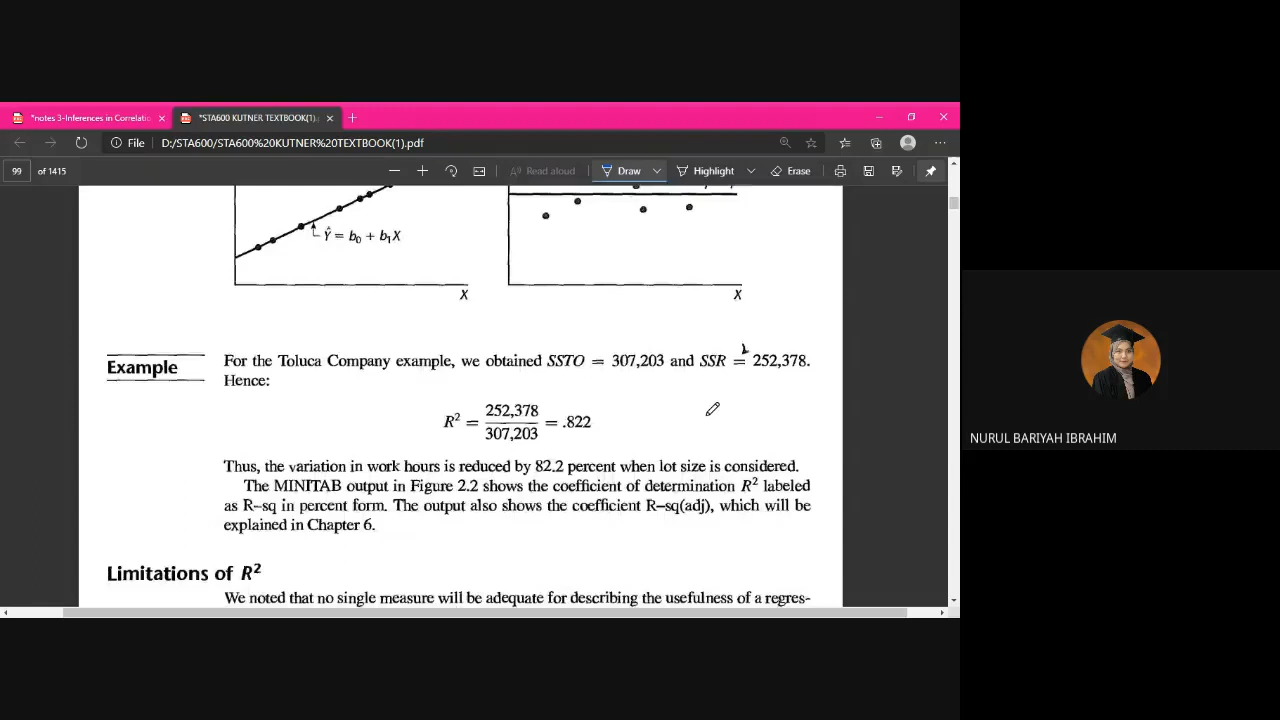 *notes 3-Inferences in Correlatio
*STA600 KUTNER TEXTBOOK(1).
File D:/STA600/STA600%20KUTNER%20TEXTBOOK(1).pdf
99 of 1415 Read aloud Draw Highlight Erase
Ŷ = b₀ + b₁X
X X
Example For the Toluca Company example, we obtained SSTO = 307,203 and SSR = 252,378.
Hence:
R² = 252,378 / 307,203 = .822
Thus, the variation in work hours is reduced by 82.2 percent when lot size is considered.
The MINITAB output in Figure 2.2 shows the coefficient of determination R² labeled
as R–sq in percent form. The output also shows the coefficient R–sq(adj), which will be
explained in Chapter 6.
Limitations of R²
We noted that no single measure will be adequate for describing the usefulness of a regres-
NURUL BARIYAH IBRAHIM